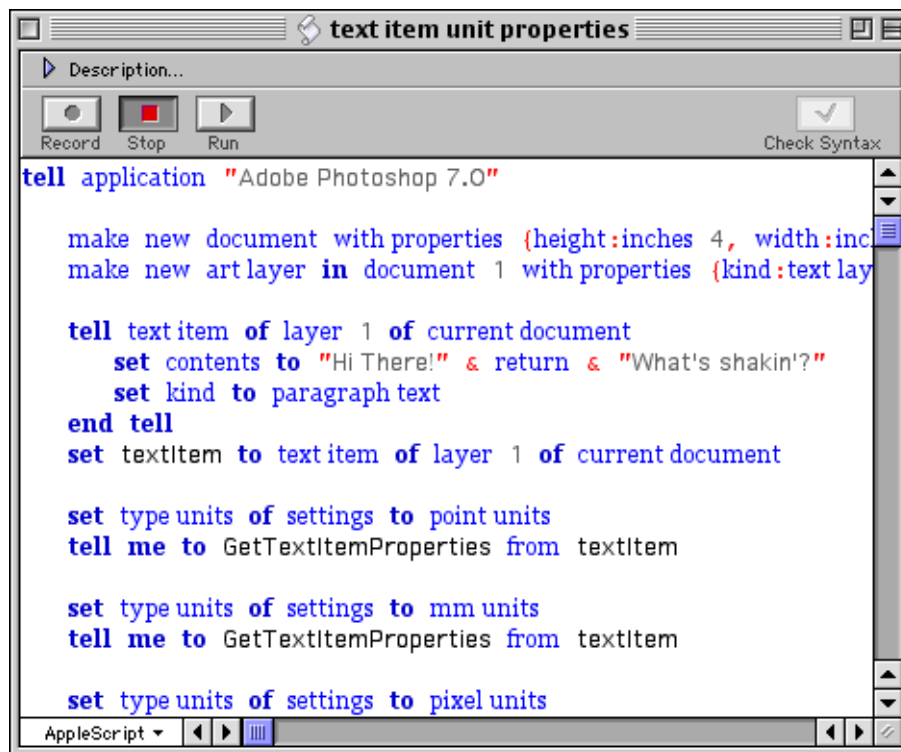 text item unit properties
Description...
Record Stop Run Check Syntax
tell application "Adobe Photoshop 7.0"
make new document with properties {height:inches 4, width:inc
make new art layer in document 1 with properties {kind:text lay
tell text item of layer 1 of current document
set contents to "Hi There!" & return & "What's shakin'?"
set kind to paragraph text
end tell
set textItem to text item of layer 1 of current document
set type units of settings to point units
tell me to GetTextItemProperties from textItem
set type units of settings to mm units
tell me to GetTextItemProperties from textItem
set type units of settings to pixel units
AppleScript